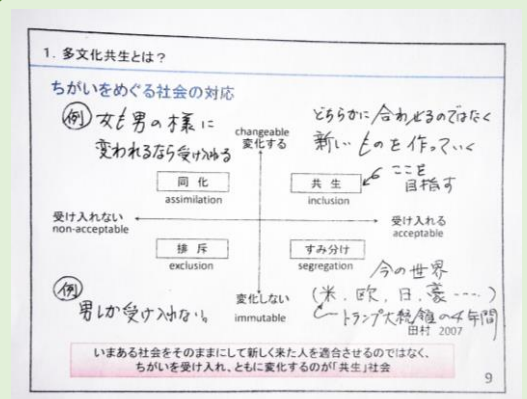 1. 多文化共生とは？
ちがいをめぐる社会の対応
例 女も男の様に
変われるなら受け入れる
どちらかに合わせるのではなく
新しいものを作っていく
changeable
変化する
ここを
目指す
同 化
assimilation
共 生
inclusion
受け入れない
non-acceptable
受け入れる
acceptable
排 斥
exclusion
すみ分け
segregation
今の世界
(米、欧、日、豪……)
例
男しか受け入れない。
変化しない
immutable
トランプ大統領の4年間
田村 2007
いまある社会をそのままにして新しく来た人を適合させるのではなく、
ちがいを受け入れ、ともに変化するのが「共生」社会
9